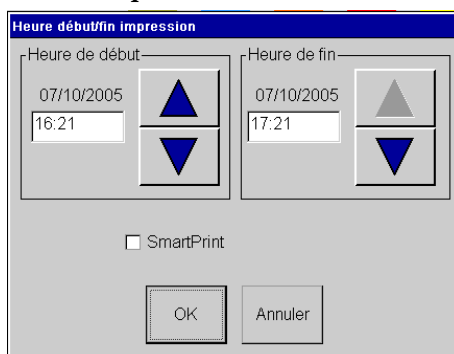 Heure début/fin impression
Heure de début
Heure de fin
07/10/2005
07/10/2005
16:21
17:21
SmartPrint
OK
Annuler